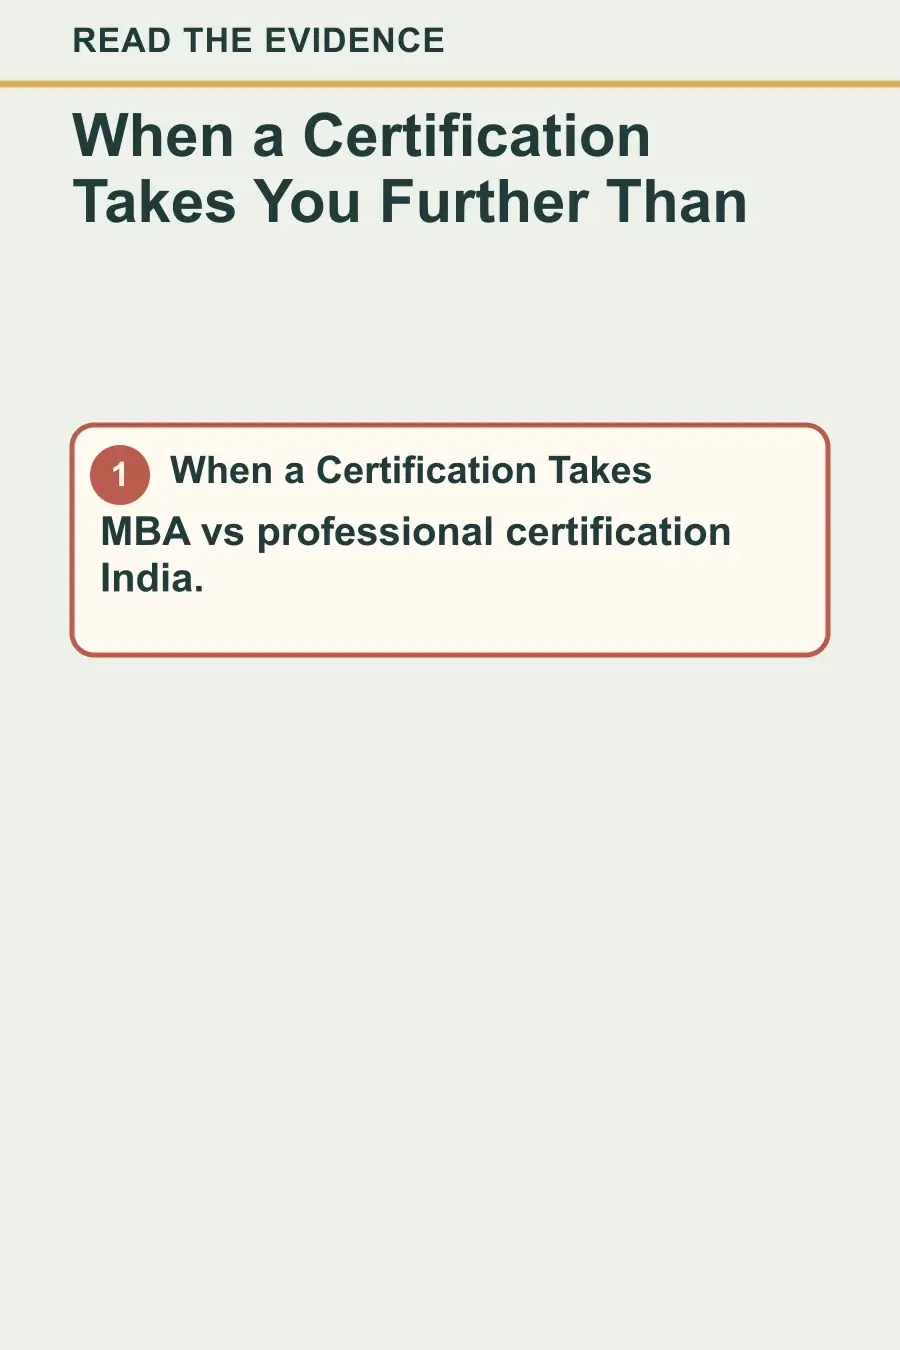 READ THE EVIDENCE
When a Certification
Takes You Further Than
1 When a Certification Takes
MBA vs professional certification
India.